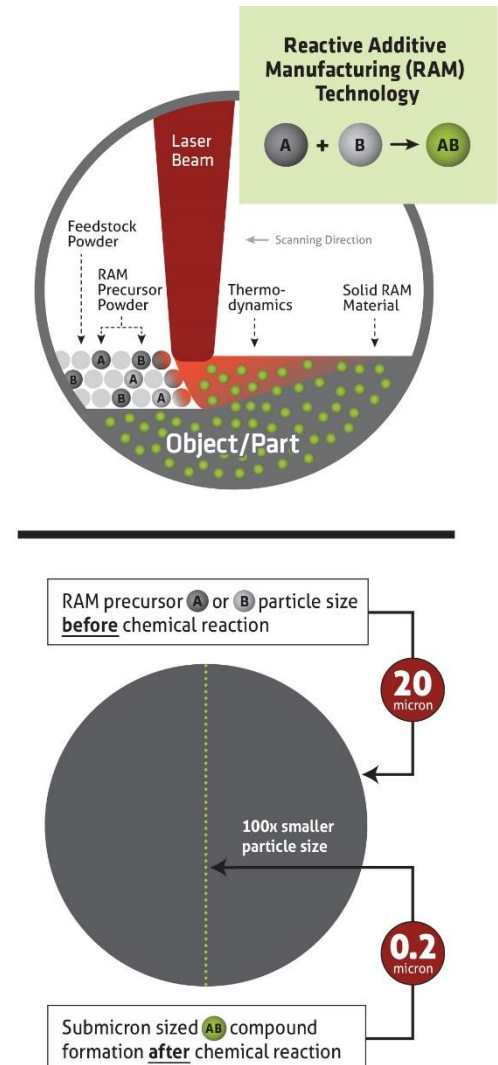 Reactive Additive
Manufacturing (RAM)
Technology
A + B → AB
Laser
Beam
← Scanning Direction
Feedstock
Powder
RAM
Precursor
Powder
Thermo-
dynamics
Solid RAM
Material
A B
B A
B A
Object/Part
RAM precursor A or B particle size
before chemical reaction
20
micron
100x smaller
particle size
0.2
micron
Submicron sized AB compound
formation after chemical reaction